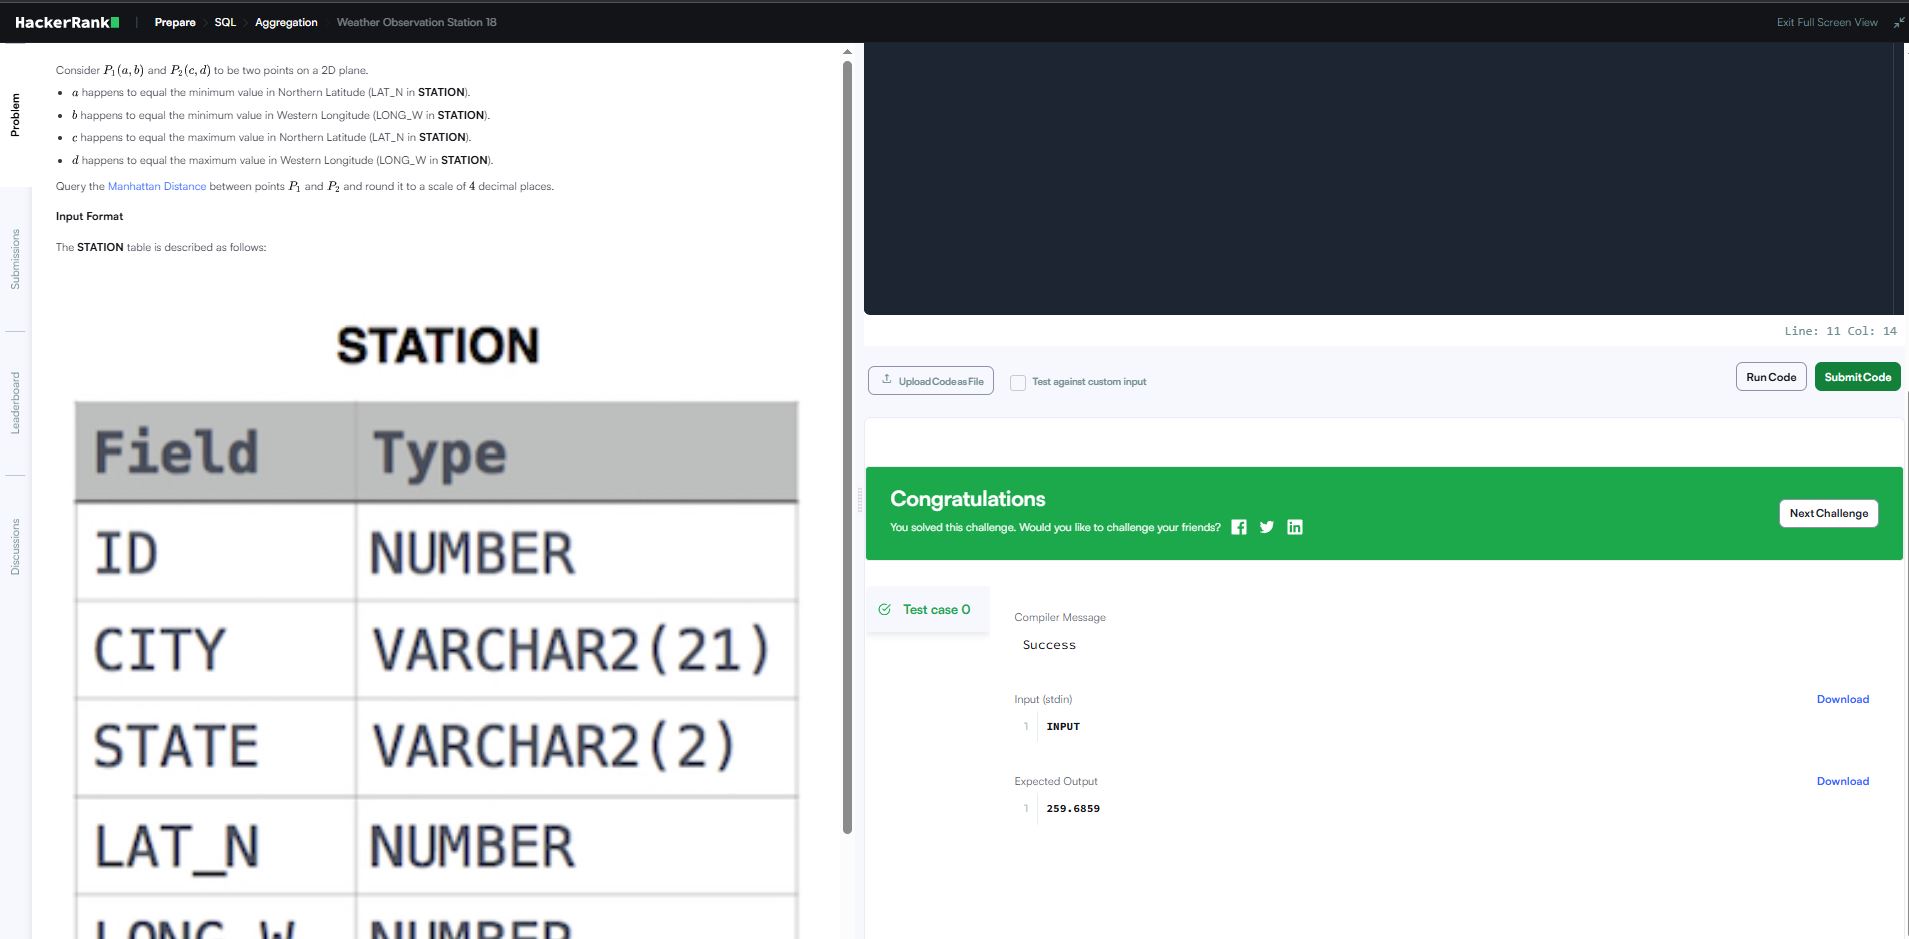 HackerRank | Prepare > SQL > Aggregation > Weather Observation Station 18
Exit Full Screen View
Problem
Submissions
Leaderboard
Discussions
Consider P₁(a, b) and P₂(c, d) to be two points on a 2D plane.
• a happens to equal the minimum value in Northern Latitude (LAT_N in STATION).
• b happens to equal the minimum value in Western Longitude (LONG_W in STATION).
• c happens to equal the maximum value in Northern Latitude (LAT_N in STATION).
• d happens to equal the maximum value in Western Longitude (LONG_W in STATION).
Query the Manhattan Distance between points P₁ and P₂ and round it to a scale of 4 decimal places.
Input Format
The STATION table is described as follows:
STATION
Field Type
ID NUMBER
CITY VARCHAR2(21)
STATE VARCHAR2(2)
LAT_N NUMBER
LONG_W NUMBER
Line: 11 Col: 14
Upload Code as File
Test against custom input
Run Code
Submit Code
Congratulations
You solved this challenge. Would you like to challenge your friends?
Next Challenge
Test case 0
Compiler Message
Success
Input (stdin)
Download
1 INPUT
Expected Output
Download
1 259.6859